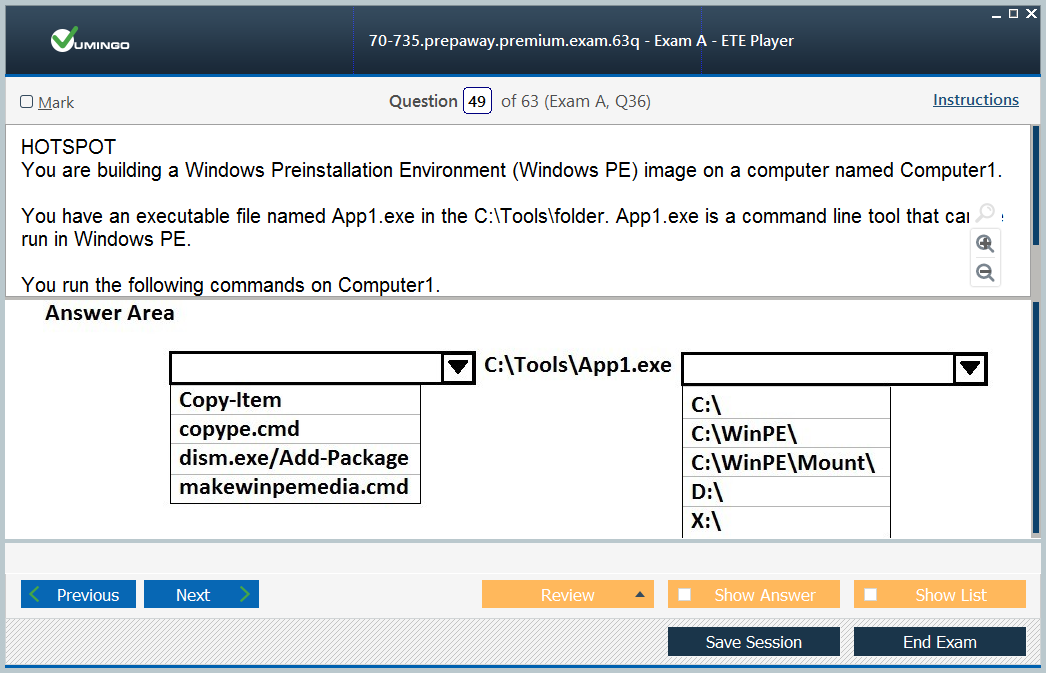 VUMINGO
70-735.prepaway.premium.exam.63q - Exam A - ETE Player
Mark
Question 49 of 63 (Exam A, Q36)
Instructions
HOTSPOT
You are building a Windows Preinstallation Environment (Windows PE) image on a computer named Computer1.
You have an executable file named App1.exe in the C:\Tools\folder. App1.exe is a command line tool that
run in Windows PE.
You run the following commands on Computer1.
Answer Area
C:\Tools\App1.exe
Copy-Item
copype.cmd
dism.exe/Add-Package
makewinpemedia.cmd
C:\
C:\WinPE\
C:\WinPE\Mount\
D:\
X:\
Previous
Next
Review
Show Answer
Show List
Save Session
End Exam